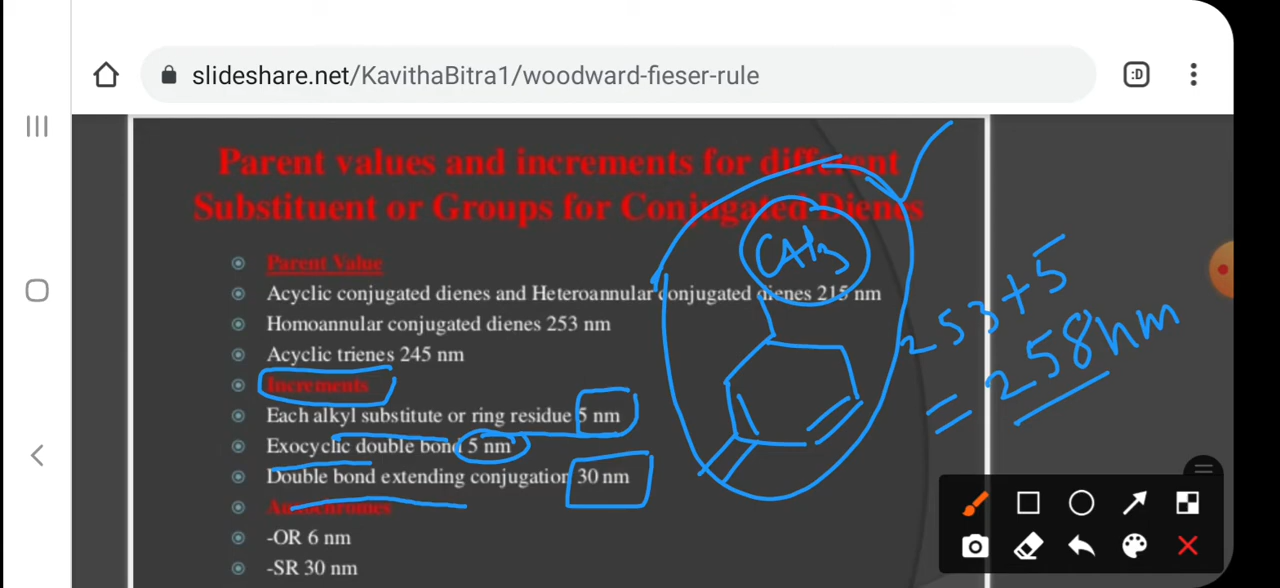 slideshare.net/KavithaBitra1/woodward-fieser-rule
:D
Parent values and increments for different
Substituent or Groups for Conjugated Dienes
Parent Value
Acyclic conjugated dienes and Heteroannular conjugated dienes 215 nm
Homoannular conjugated dienes 253 nm
Acyclic trienes 245 nm
Increments
Each alkyl substitute or ring residue 5 nm
Exocyclic double bond 5 nm
Double bond extending conjugation 30 nm
Auxochromes
-OR 6 nm
-SR 30 nm
CH3
253+5
= 258nm